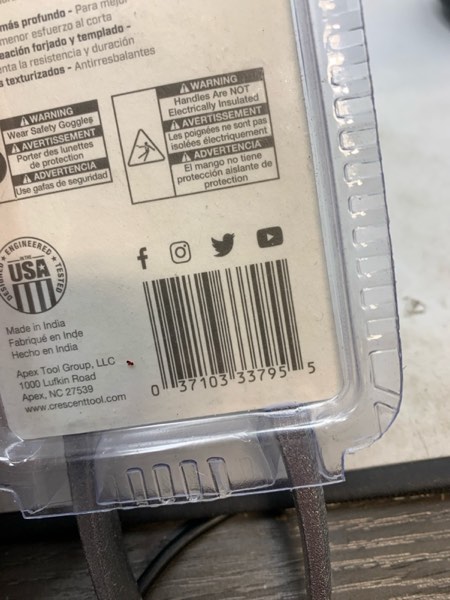 más profundo - Para mejor
menor esfuerzo al corta
eación forjado y templado -
nta la resistencia y duración
s texturizados - Antirresbalantes
WARNING
Wear Safety Goggles
AVERTISSEMENT
Porter des lunettes
de protection
ADVERTENCIA
Use gafas de seguridad
WARNING
Handles Are NOT
Electrically Insulated
AVERTISSEMENT
Les poignées ne sont pas
isolées électriquement
ADVERTENCIA
El mango no tiene
protección aislante de
protection
DESIGNED • ENGINEERED • TESTED
IN THE
USA
Made in India
Fabriqué en Inde
Hecho en India
Apex Tool Group, LLC
1000 Lufkin Road
Apex, NC 27539
www.crescenttool.com
0 37103 33795 5